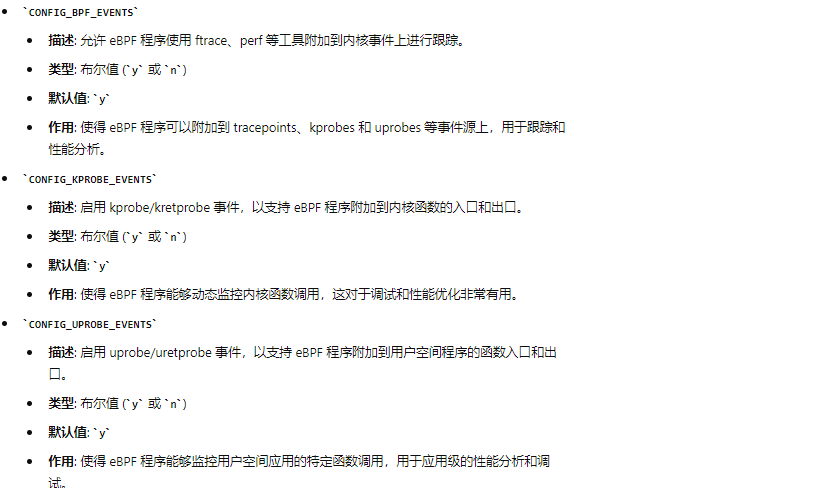 `CONFIG_BPF_EVENTS`
描述: 允许 eBPF 程序使用 ftrace、perf 等工具附加到内核事件上进行跟踪。
类型: 布尔值 (`y` 或 `n`)
默认值: `y`
作用: 使得 eBPF 程序可以附加到 tracepoints、kprobes 和 uprobes 等事件源上，用于跟踪和
性能分析。
`CONFIG_KPROBE_EVENTS`
描述: 启用 kprobe/kretprobe 事件，以支持 eBPF 程序附加到内核函数的入口和出口。
类型: 布尔值 (`y` 或 `n`)
默认值: `y`
作用: 使得 eBPF 程序能够动态监控内核函数调用，这对于调试和性能优化非常有用。
`CONFIG_UPROBE_EVENTS`
描述: 启用 uprobe/uretprobe 事件，以支持 eBPF 程序附加到用户空间程序的函数入口和出
口。
类型: 布尔值 (`y` 或 `n`)
默认值: `y`
作用: 使得 eBPF 程序能够监控用户空间应用的特定函数调用，用于应用级的性能分析和调
试。